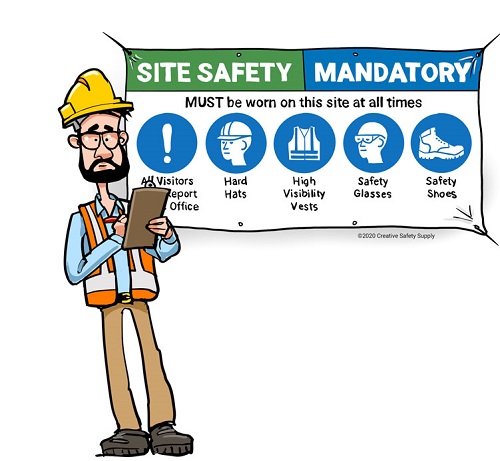 SITE SAFETY MANDATORY
MUST be worn on this site at all times
All Visitors
Report
Office
Hard
Hats
High
Visibility
Vests
Safety
Glasses
Safety
Shoes
©2020 Creative Safety Supply